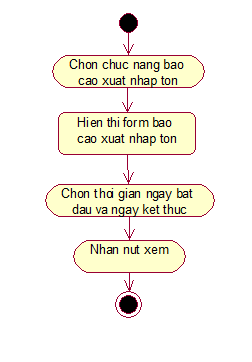 Chon chuc nang bao
cao xuat nhap ton
Hien thi form bao
cao xuat nhap ton
Chon thoi gian ngay bat
dau va ngay ket thuc
Nhan nut xem